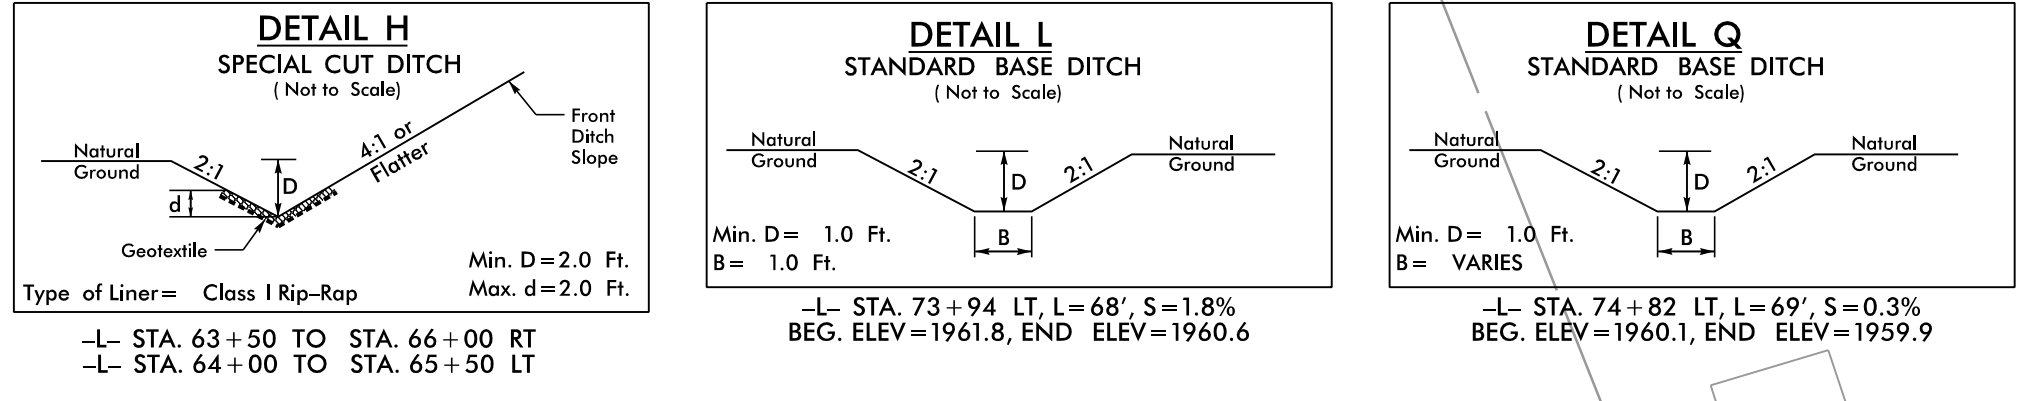 DETAIL H
SPECIAL CUT DITCH
( Not to Scale)
Natural
Ground
2:1
D
d
4:1 or
Flatter
Front
Ditch
Slope
Geotextile
Min. D=2.0 Ft.
Max. d=2.0 Ft.
Type of Liner= Class I Rip-Rap
-L- STA. 63+50 TO STA. 66+00 RT
-L- STA. 64+00 TO STA. 65+50 LT
DETAIL L
STANDARD BASE DITCH
( Not to Scale)
Natural
Ground
2:1
D
2:1
Natural
Ground
Min. D= 1.0 Ft.
B= 1.0 Ft.
B
-L- STA. 73+94 LT, L=68', S=1.8%
BEG. ELEV=1961.8, END ELEV=1960.6
DETAIL Q
STANDARD BASE DITCH
( Not to Scale)
Natural
Ground
2:1
D
2:1
Natural
Ground
Min. D= 1.0 Ft.
B= VARIES
B
-L- STA. 74+82 LT, L=69', S=0.3%
BEG. ELEV=1960.1, END ELEV=1959.9